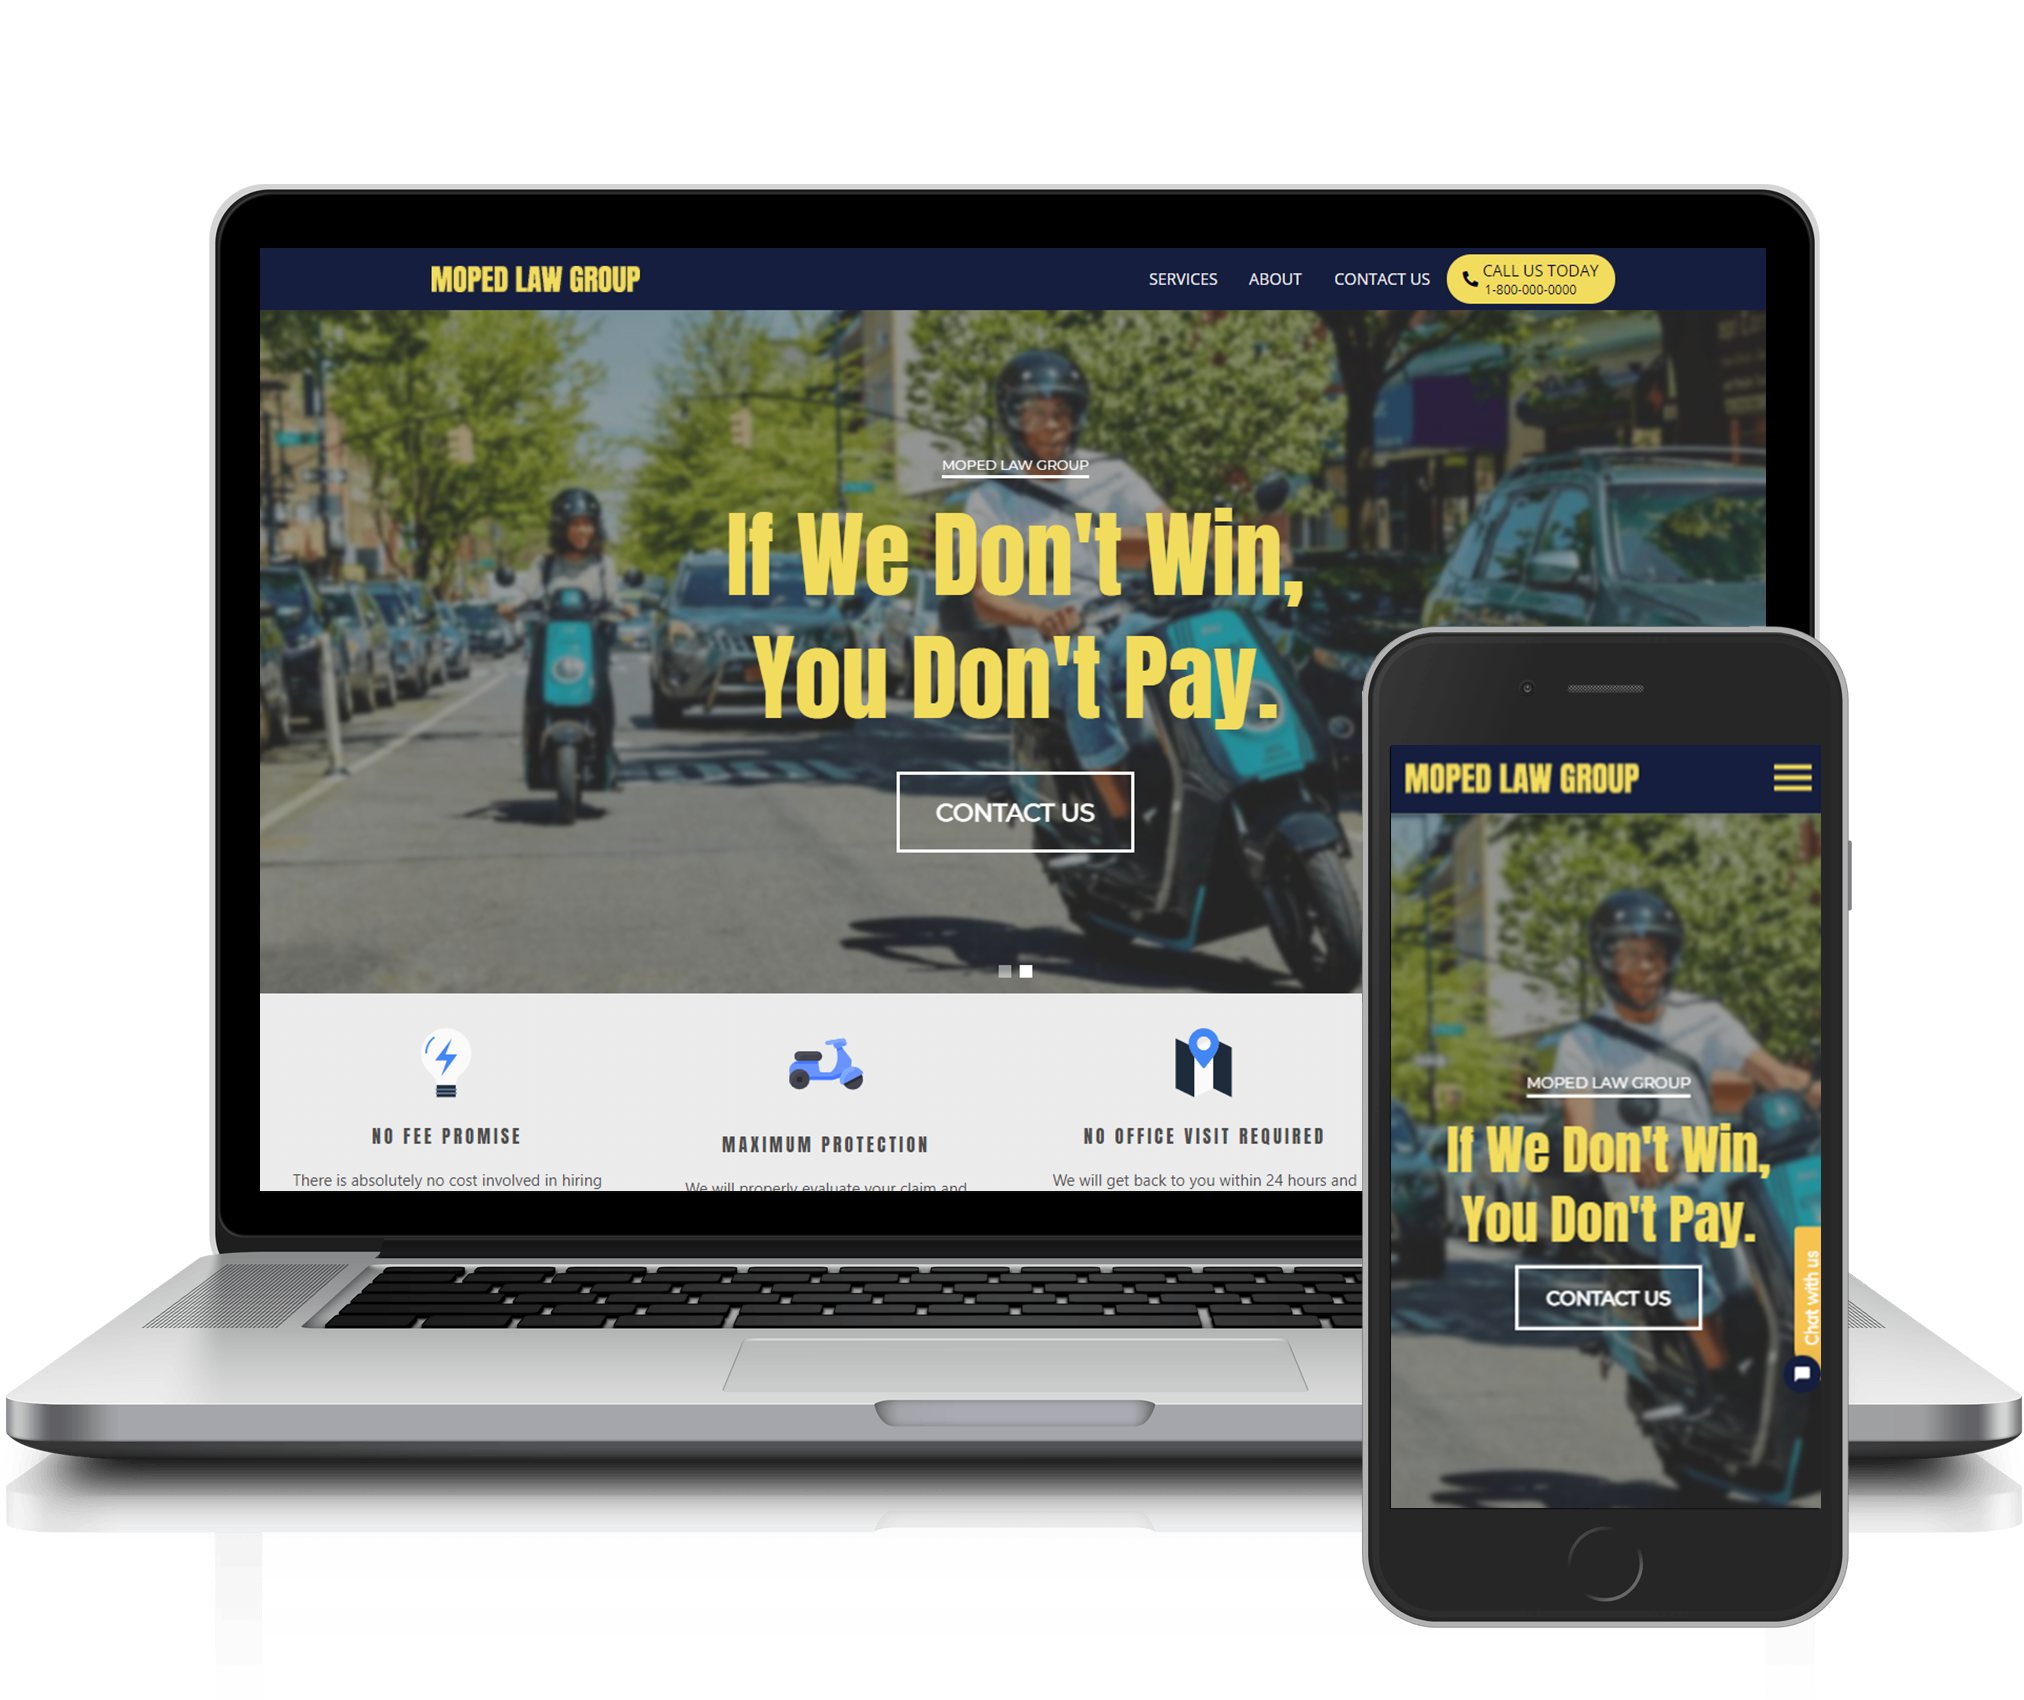 MOPED LAW GROUP
SERVICES ABOUT CONTACT US
CALL US TODAY
1-800-000-0000
MOPED LAW GROUP
If We Don't Win,
You Don't Pay.
CONTACT US
NO FEE PROMISE
There is absolutely no cost involved in hiring
MAXIMUM PROTECTION
We will properly evaluate your claim and
NO OFFICE VISIT REQUIRED
We will get back to you within 24 hours and
MOPED LAW GROUP
MOPED LAW GROUP
If We Don't Win,
You Don't Pay.
CONTACT US
Chat with us